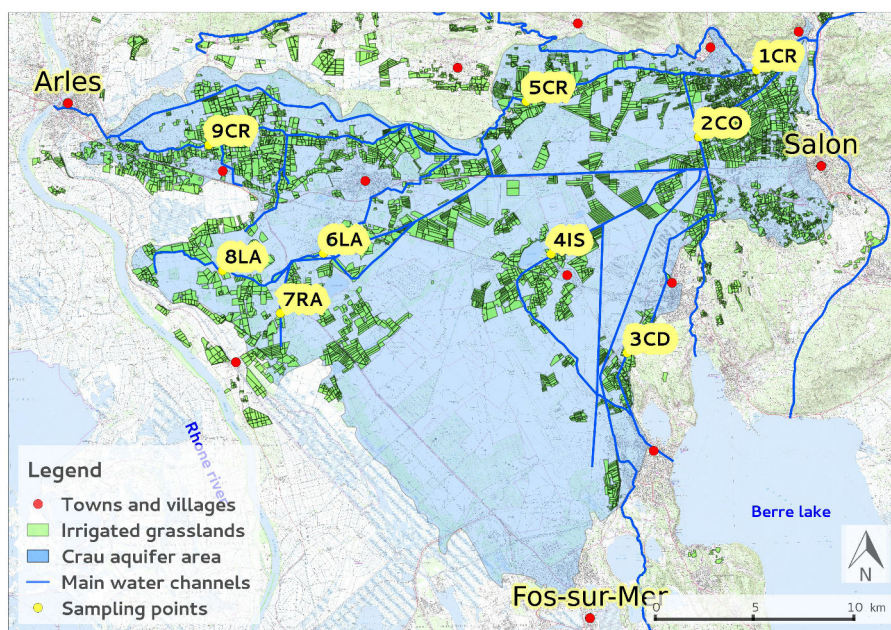 1CR
Arles
5CR
9CR
2CO
Salon
6LA
4IS
8LA
7RA
3CD
Rhone river
Berre lake
Legend
Towns and villages
Irrigated grasslands
Crau aquifer area
Main water channels
Sampling points
N
Fos-sur-Mer
0 5 10 km